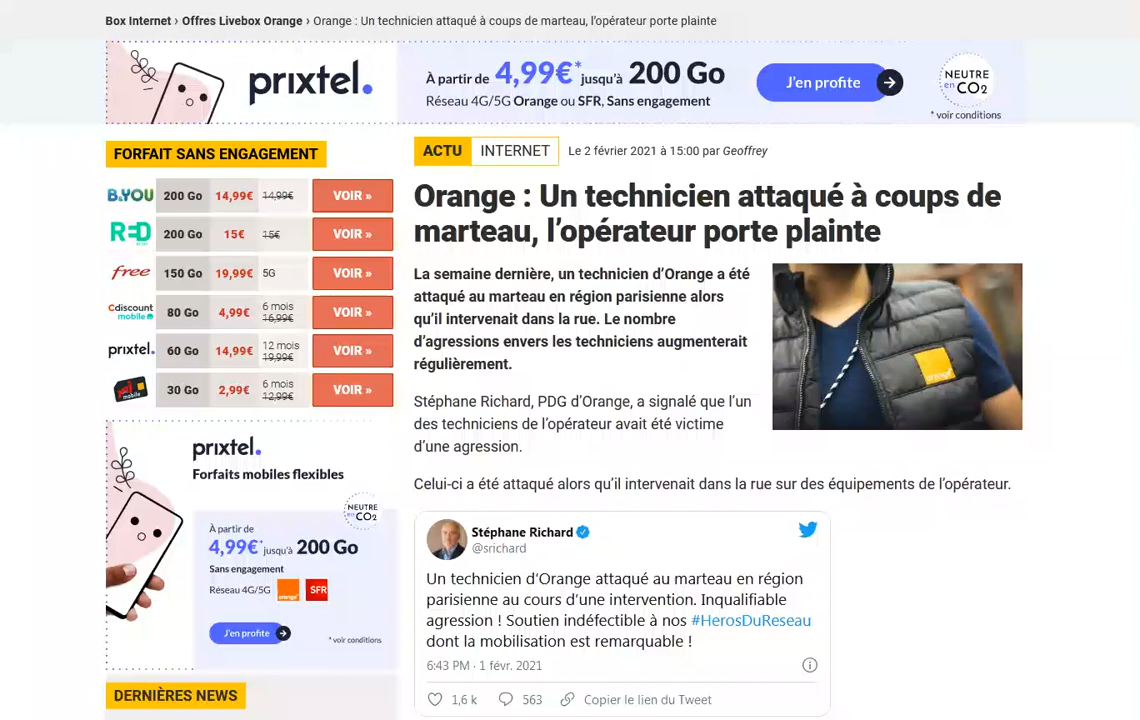 Box Internet › Offres Livebox Orange › Orange : Un technicien attaqué à coups de marteau, l’opérateur porte plainte
prixtel.
À partir de 4,99€* jusqu’à 200 Go
Réseau 4G/5G Orange ou SFR, Sans engagement
J’en profite
NEUTRE
en CO2
* voir conditions
FORFAIT SANS ENGAGEMENT
B&YOU 200 Go 14,99€ 14,99€ VOIR »
RED 200 Go 15€ 15€ VOIR »
free 150 Go 19,99€ 5G VOIR »
Cdiscount mobile 80 Go 4,99€ 6 mois 16,99€ VOIR »
prixtel. 60 Go 14,99€ 12 mois 19,99€ VOIR »
nrj mobile 30 Go 2,99€ 6 mois 12,99€ VOIR »
prixtel.
Forfaits mobiles flexibles
NEUTRE
en CO2
À partir de
4,99€* jusqu’à 200 Go
Sans engagement
Réseau 4G/5G orange SFR
J’en profite
* voir conditions
DERNIÈRES NEWS
ACTU INTERNET Le 2 février 2021 à 15:00 par Geoffrey
Orange : Un technicien attaqué à coups de
marteau, l’opérateur porte plainte
La semaine dernière, un technicien d’Orange a été
attaqué au marteau en région parisienne alors
qu’il intervenait dans la rue. Le nombre
d’agressions envers les techniciens augmenterait
régulièrement.
orange
Stéphane Richard, PDG d’Orange, a signalé que l’un
des techniciens de l’opérateur avait été victime
d’une agression.
Celui-ci a été attaqué alors qu’il intervenait dans la rue sur des équipements de l’opérateur.
Stéphane Richard
@srichard
Un technicien d’Orange attaqué au marteau en région
parisienne au cours d’une intervention. Inqualifiable
agression ! Soutien indéfectible à nos #HerosDuReseau
dont la mobilisation est remarquable !
6:43 PM · 1 févr. 2021
1,6 k 563 Copier le lien du Tweet